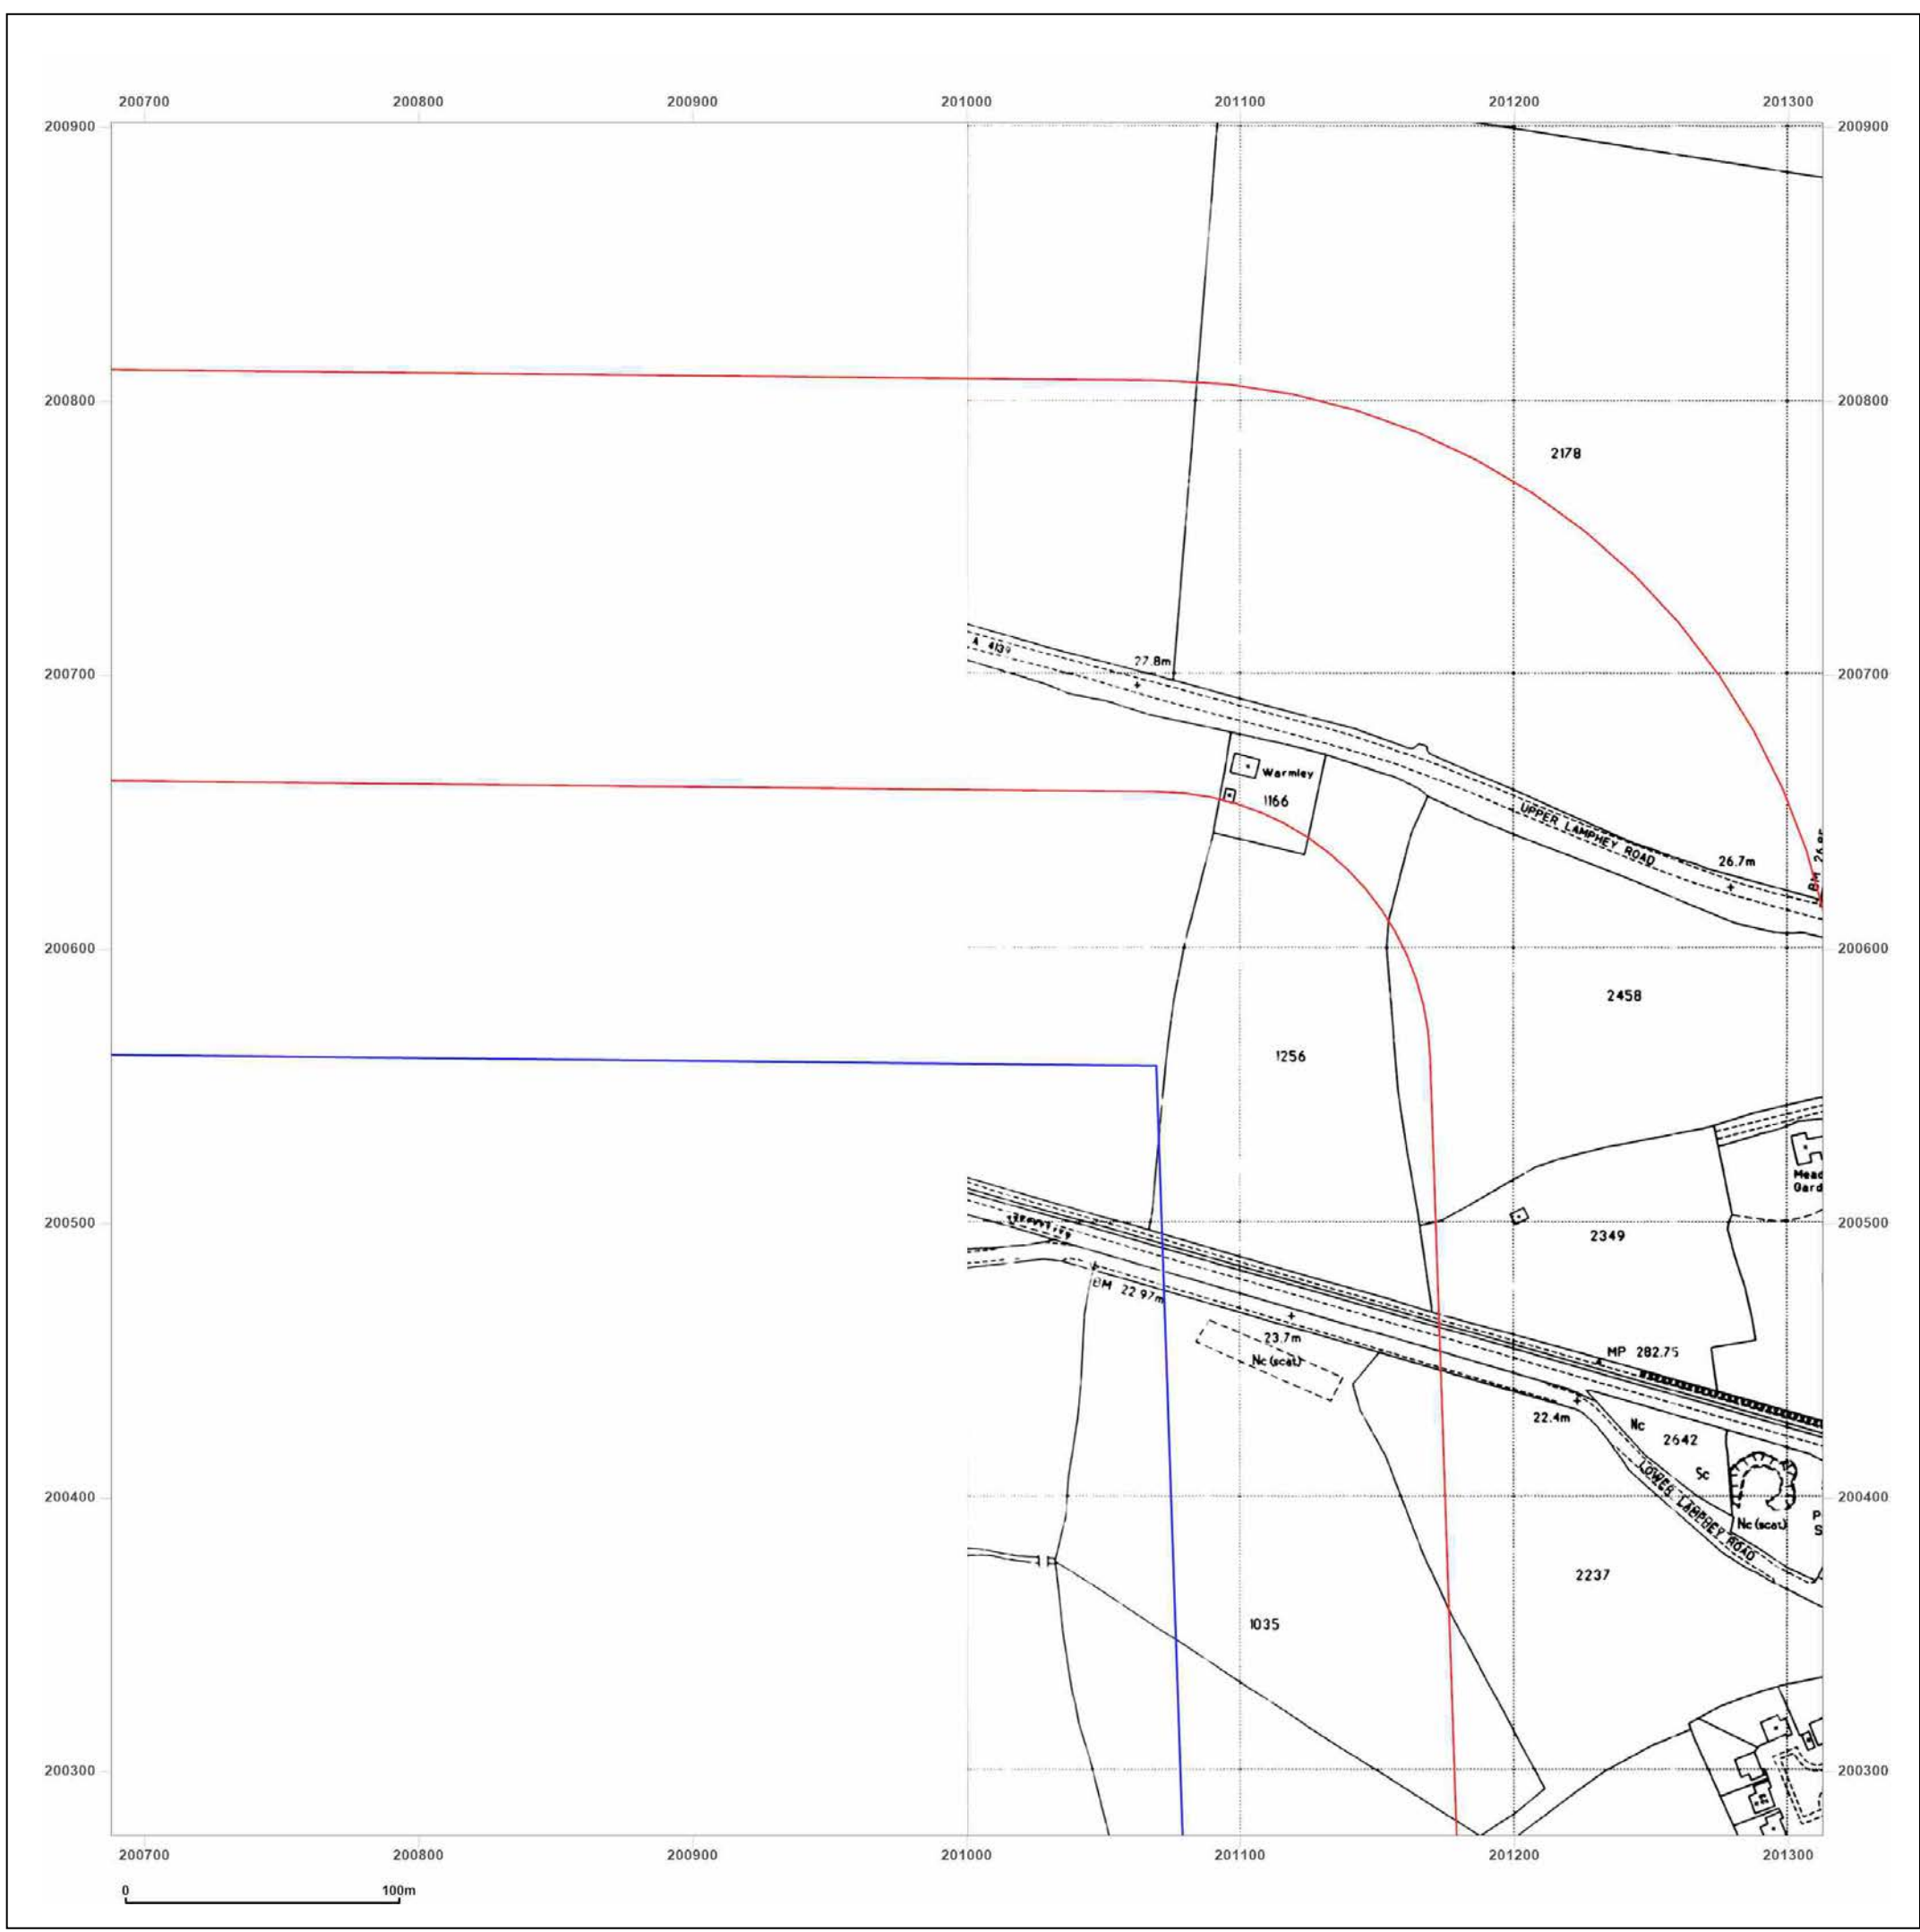 200700 200800 200900 201000 201100 201200 201300
200900 200900
200800 200800
2178
A 4139
27.8m
200700 200700
Warmley
1166
UPPER LAMPHEY ROAD
26.7m
BM
200600 200600
2458
1256
200500 200500
2349
BM 22.97m
23.7m
Nc (scat)
MP 282.75
22.4m
Nc
2642
Sc
LOWER LAMPHEY ROAD
Nc (scat)
P
S
200400 200400
2237
1035
200300 200300
200700 200800 200900 201000 201100 201200 201300
0 100m